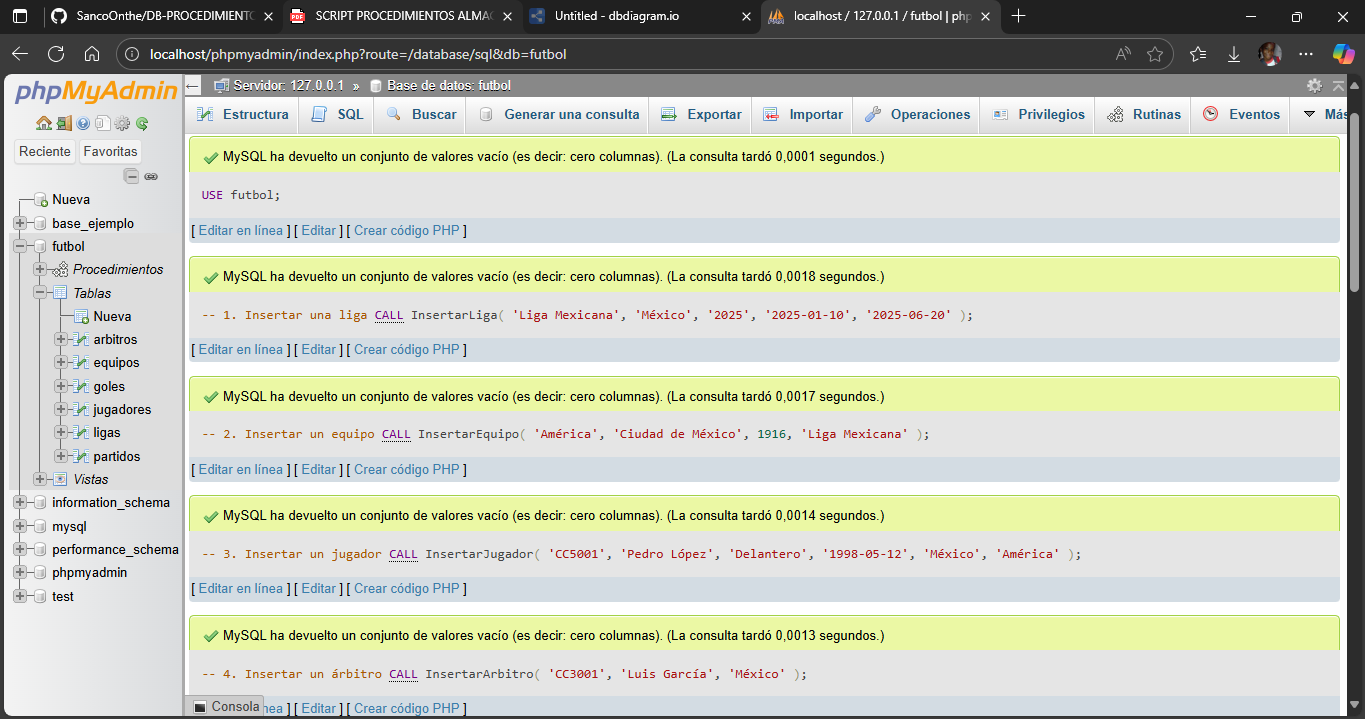 SancoOnthe/DB-PROCEDIMIENTO
SCRIPT PROCEDIMIENTOS ALMAC
Untitled - dbdiagram.io
localhost / 127.0.0.1 / futbol | php
localhost/phpmyadmin/index.php?route=/database/sql&db=futbol
phpMyAdmin
Reciente
Favoritas
Nueva
base_ejemplo
futbol
Procedimientos
Tablas
Nueva
arbitros
equipos
goles
jugadores
ligas
partidos
Vistas
information_schema
mysql
performance_schema
phpmyadmin
test
Servidor: 127.0.0.1 » Base de datos: futbol
Estructura
SQL
Buscar
Generar una consulta
Exportar
Importar
Operaciones
Privilegios
Rutinas
Eventos
Más
MySQL ha devuelto un conjunto de valores vacío (es decir: cero columnas). (La consulta tardó 0,0001 segundos.)
USE futbol;
[ Editar en línea ] [ Editar ] [ Crear código PHP ]
MySQL ha devuelto un conjunto de valores vacío (es decir: cero columnas). (La consulta tardó 0,0018 segundos.)
-- 1. Insertar una liga CALL InsertarLiga( 'Liga Mexicana', 'México', '2025', '2025-01-10', '2025-06-20' );
[ Editar en línea ] [ Editar ] [ Crear código PHP ]
MySQL ha devuelto un conjunto de valores vacío (es decir: cero columnas). (La consulta tardó 0,0017 segundos.)
-- 2. Insertar un equipo CALL InsertarEquipo( 'América', 'Ciudad de México', 1916, 'Liga Mexicana' );
[ Editar en línea ] [ Editar ] [ Crear código PHP ]
MySQL ha devuelto un conjunto de valores vacío (es decir: cero columnas). (La consulta tardó 0,0014 segundos.)
-- 3. Insertar un jugador CALL InsertarJugador( 'CC5001', 'Pedro López', 'Delantero', '1998-05-12', 'México', 'América' );
[ Editar en línea ] [ Editar ] [ Crear código PHP ]
MySQL ha devuelto un conjunto de valores vacío (es decir: cero columnas). (La consulta tardó 0,0013 segundos.)
-- 4. Insertar un árbitro CALL InsertarArbitro( 'CC3001', 'Luis García', 'México' );
Consola
nea ] [ Editar ] [ Crear código PHP ]